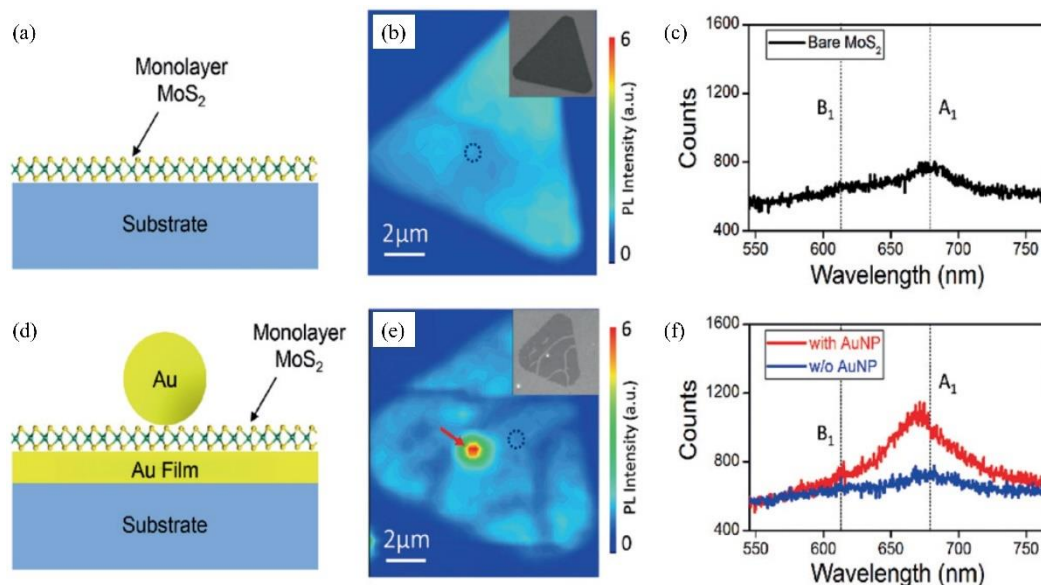 (a)
Monolayer
MoS2
Substrate
(b)
2μm
6
PL Intensity (a.u.)
0
(c)
Bare MoS2
B1
A1
1600
1200
800
400
Counts
550 600 650 700 750
Wavelength (nm)
(d)
Au
Monolayer
MoS2
Au Film
Substrate
(e)
2μm
6
PL Intensity (a.u.)
0
(f)
with AuNP
w/o AuNP
B1
A1
1600
1200
800
400
Counts
550 600 650 700 750
Wavelength (nm)